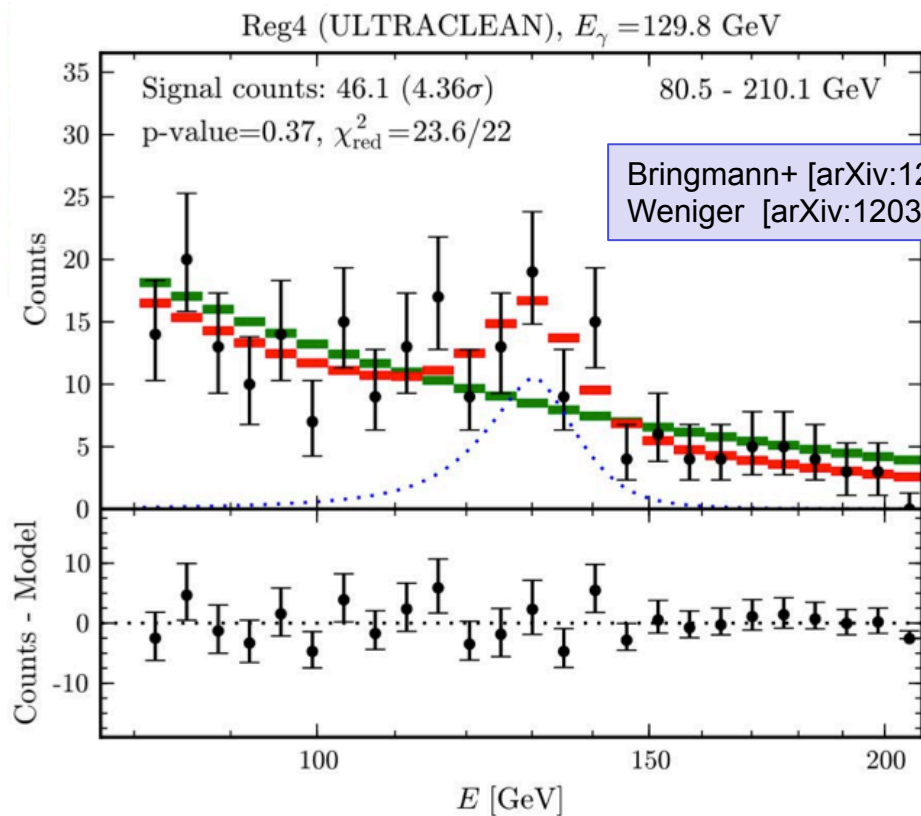 Reg4 (ULTRACLEAN), E_γ =129.8 GeV
Signal counts: 46.1 (4.36σ)
80.5 - 210.1 GeV
p-value=0.37, χ²_red =23.6/22
Bringmann+ [arXiv:12
Weniger [arXiv:1203
Counts
35
30
25
20
15
10
5
0
Counts - Model
10
0
-10
100
150
200
E [GeV]